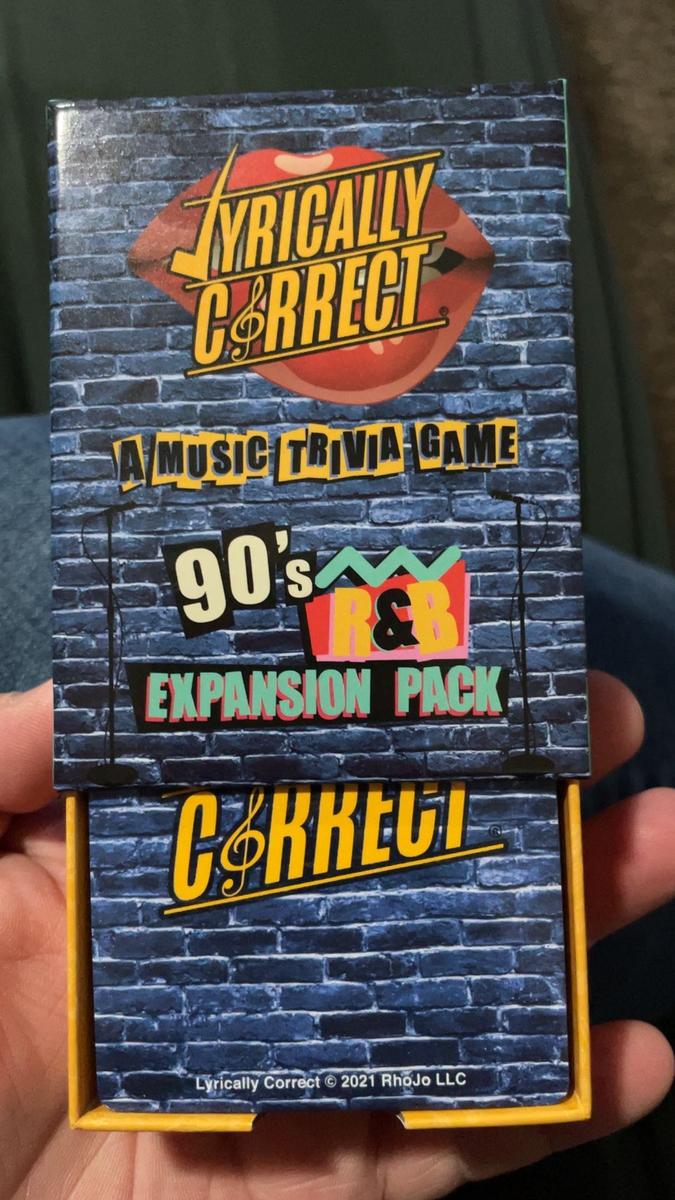 LYRICALLY
CORRECT®
A MUSIC TRIVIA GAME
90's
R&B
EXPANSION PACK
CORRECT®
Lyrically Correct © 2021 RhoJo LLC